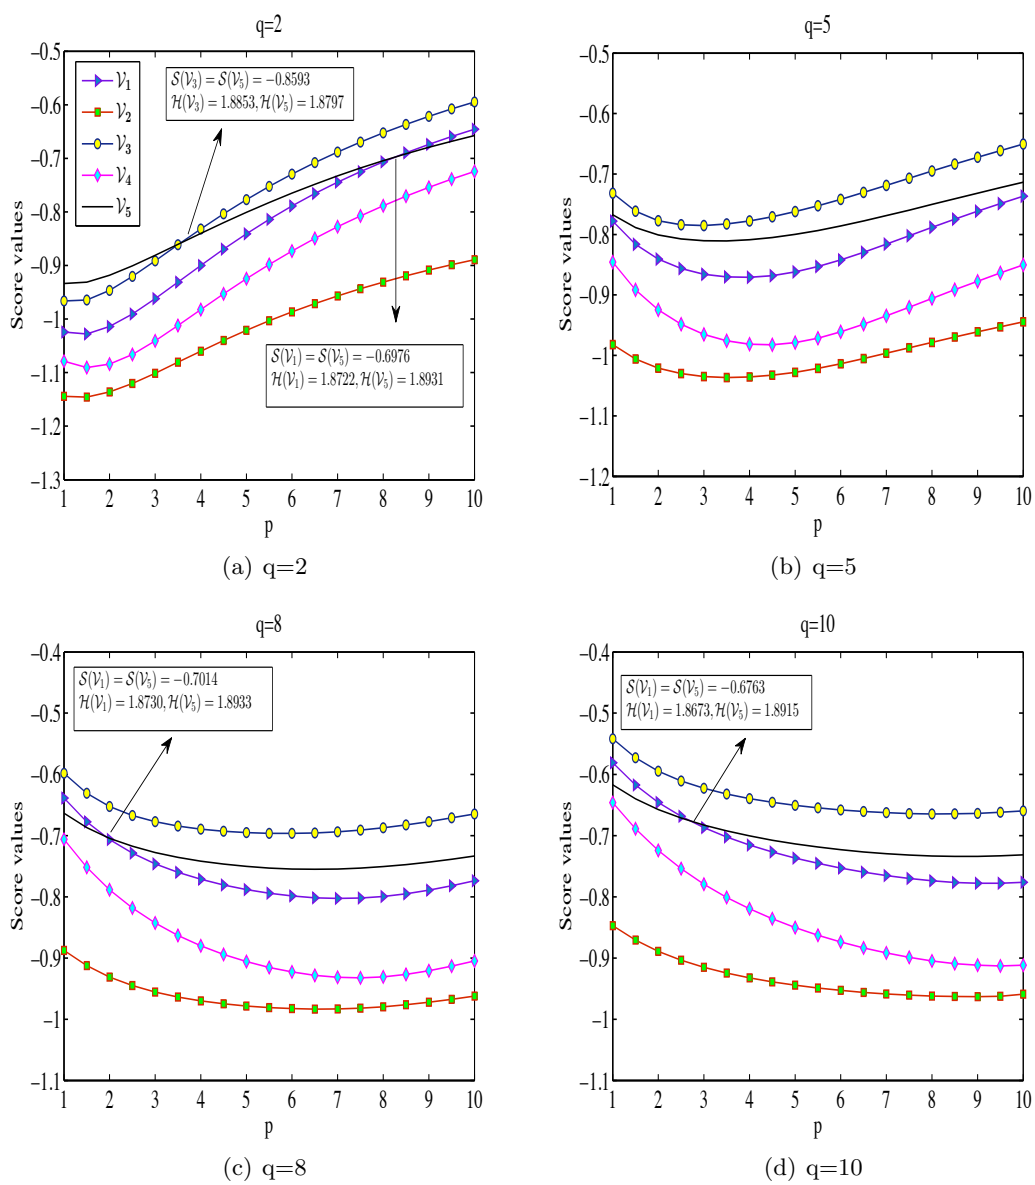 q=2
−0.5
−0.6
−0.7
−0.8
−0.9
−1
−1.1
−1.2
−1.3
Score values
𝒱₁
𝒱₂
𝒱₃
𝒱₄
𝒱₅
𝒮(𝒱₃) = 𝒮(𝒱₅) = −0.8593
ℋ(𝒱₃) = 1.8853, ℋ(𝒱₅) = 1.8797
𝒮(𝒱₁) = 𝒮(𝒱₅) = −0.6976
ℋ(𝒱₁) = 1.8722, ℋ(𝒱₅) = 1.8931
1 2 3 4 5 6 7 8 9 10
p
(a) q=2
q=5
−0.5
−0.6
−0.7
−0.8
−0.9
−1
−1.1
−1.2
Score values
1 2 3 4 5 6 7 8 9 10
p
(b) q=5
q=8
−0.4
−0.5
−0.6
−0.7
−0.8
−0.9
−1
−1.1
Score values
𝒮(𝒱₁) = 𝒮(𝒱₅) = −0.7014
ℋ(𝒱₁) = 1.8730, ℋ(𝒱₅) = 1.8933
1 2 3 4 5 6 7 8 9 10
p
(c) q=8
q=10
−0.4
−0.5
−0.6
−0.7
−0.8
−0.9
−1
−1.1
Score values
𝒮(𝒱₁) = 𝒮(𝒱₅) = −0.6763
ℋ(𝒱₁) = 1.8673, ℋ(𝒱₅) = 1.8915
1 2 3 4 5 6 7 8 9 10
p
(d) q=10